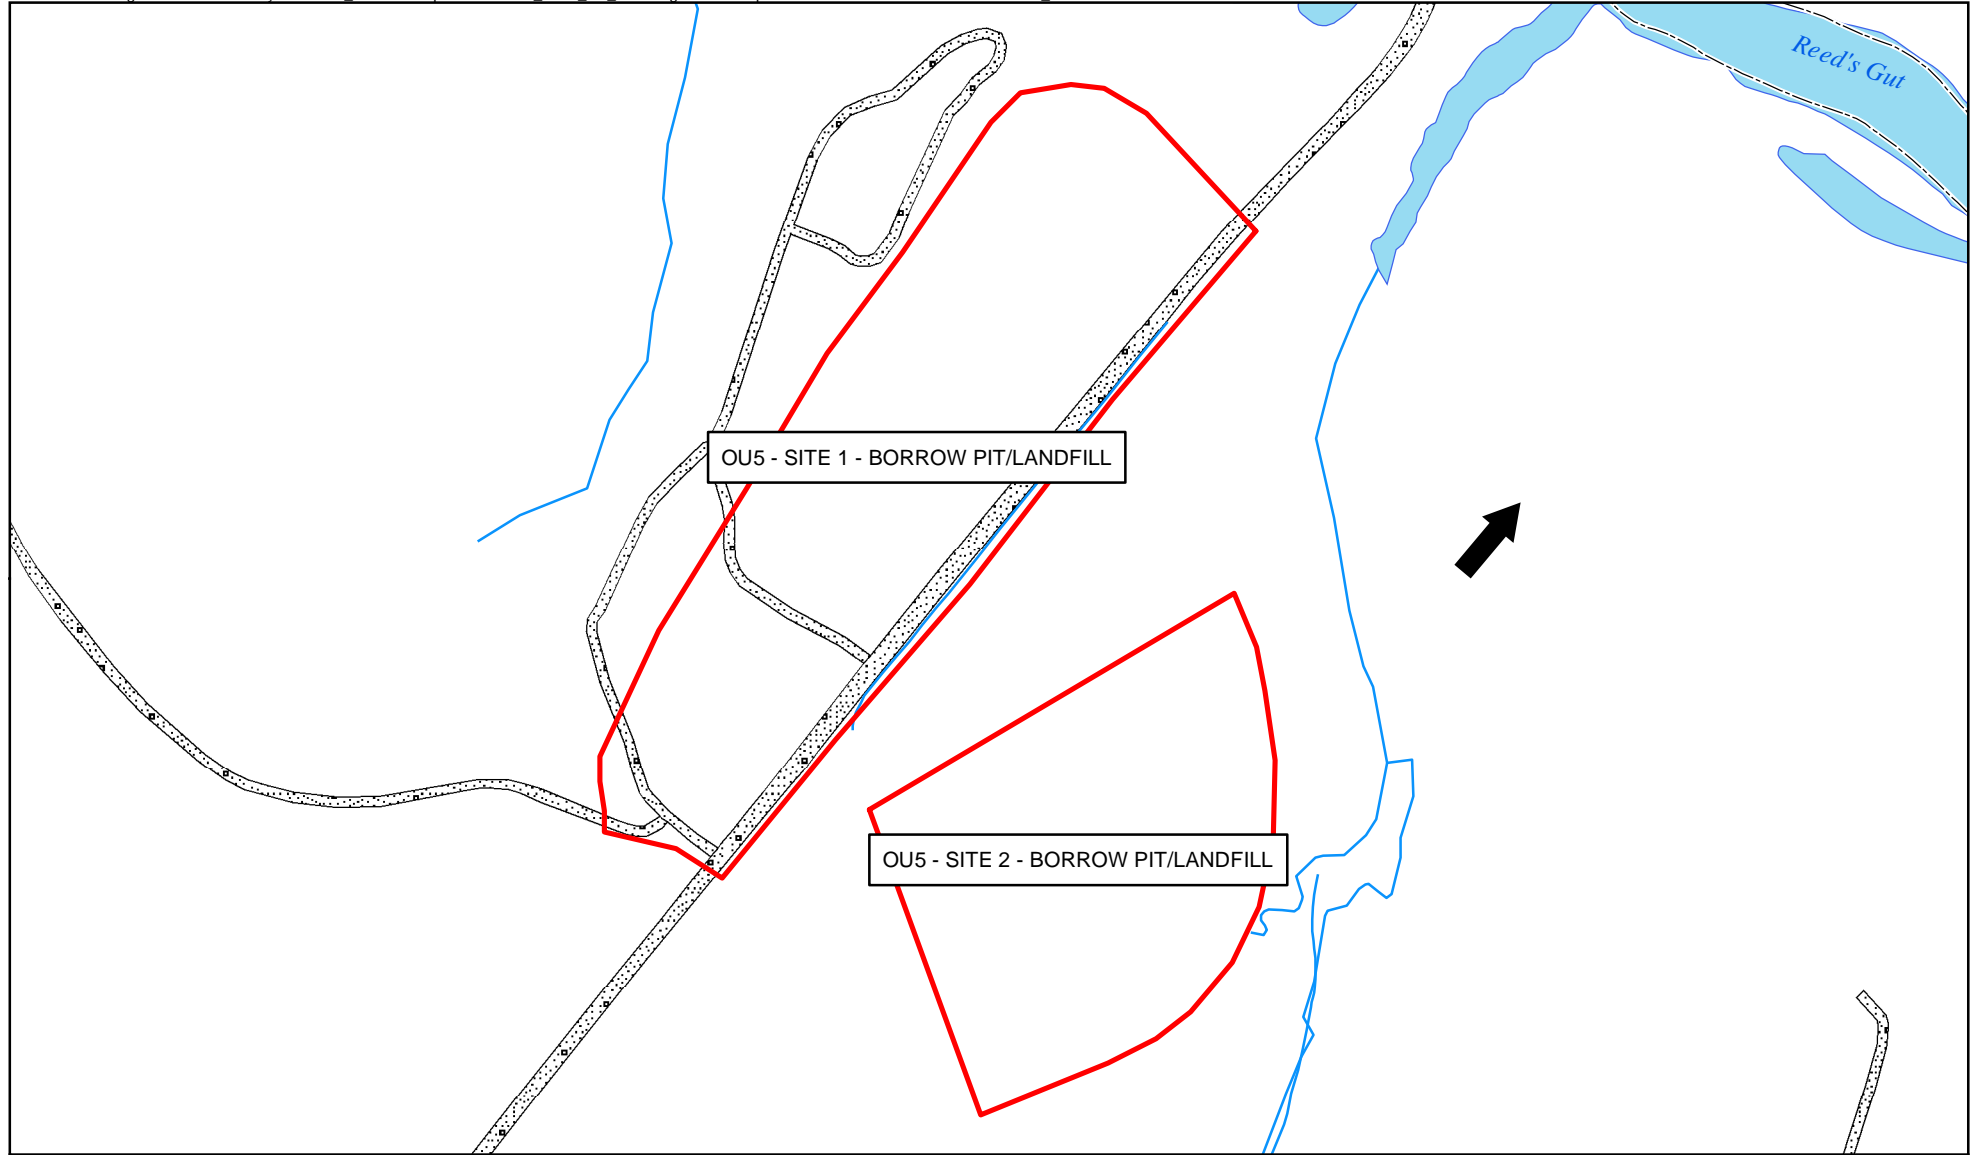 Reed's Gut
OU5 - SITE 1 - BORROW PIT/LANDFILL
OU5 - SITE 2 - BORROW PIT/LANDFILL